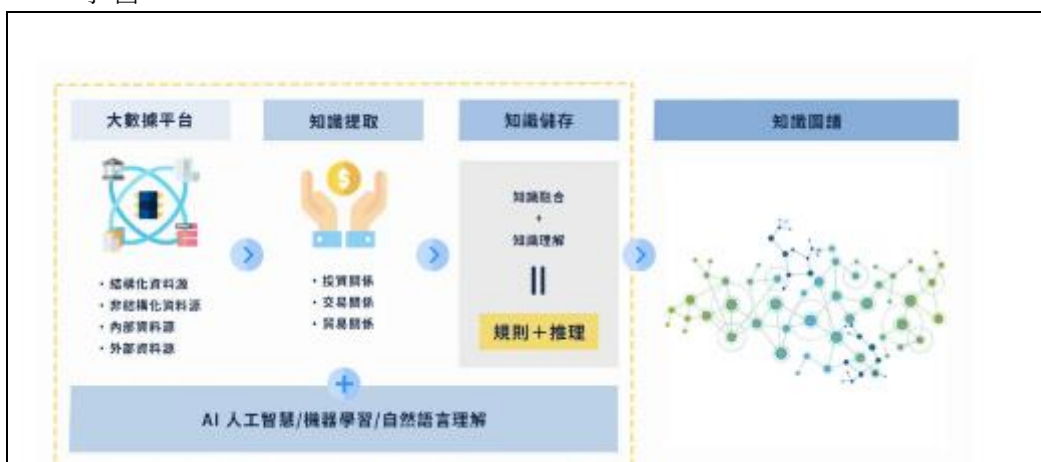 學習
大數據平台
知識提取
知識儲存
知識圖譜
知識融合
+
知識理解
||
規則＋推理
・結構化資料源
・非結構化資料源
・內部資料源
・外部資料源
・投資關係
・交易關係
・貿易關係
+
AI 人工智慧/機器學習/自然語言理解